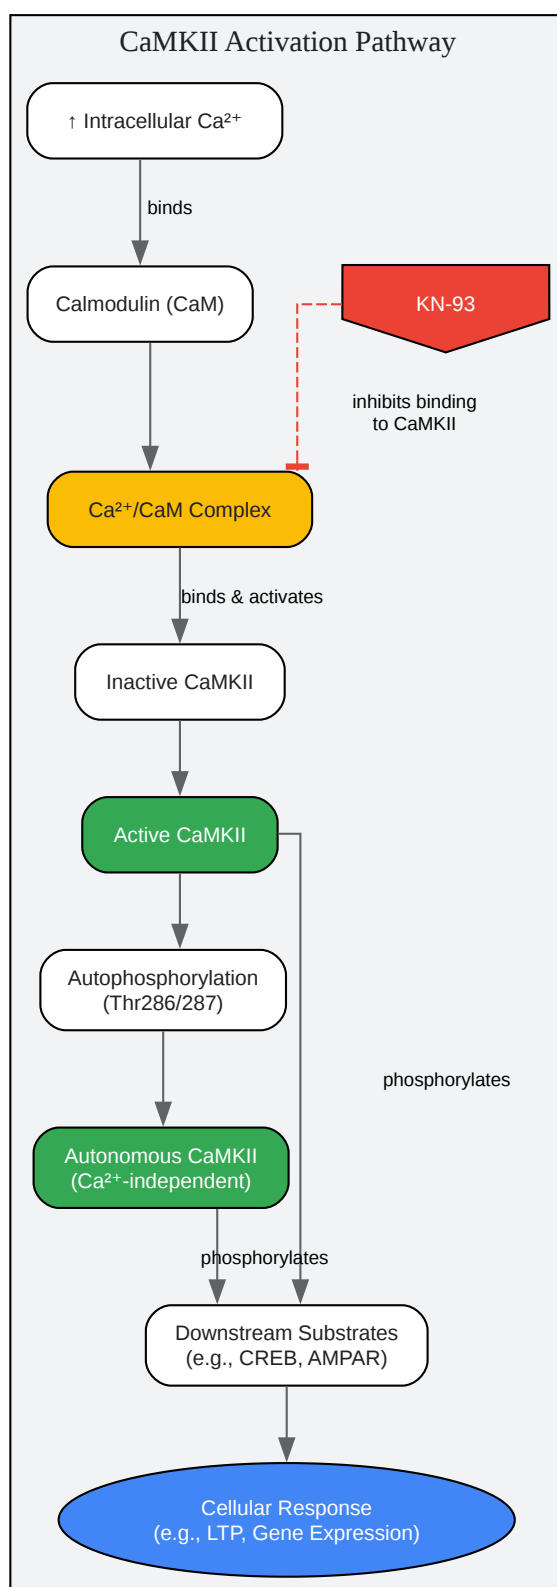 CaMKII Activation Pathway
↑ Intracellular Ca²⁺
binds
Calmodulin (CaM)
KN-93
inhibits binding
to CaMKII
Ca²⁺/CaM Complex
binds & activates
Inactive CaMKII
Active CaMKII
Autophosphorylation
(Thr286/287)
phosphorylates
Autonomous CaMKII
(Ca²⁺-independent)
phosphorylates
Downstream Substrates
(e.g., CREB, AMPAR)
Cellular Response
(e.g., LTP, Gene Expression)